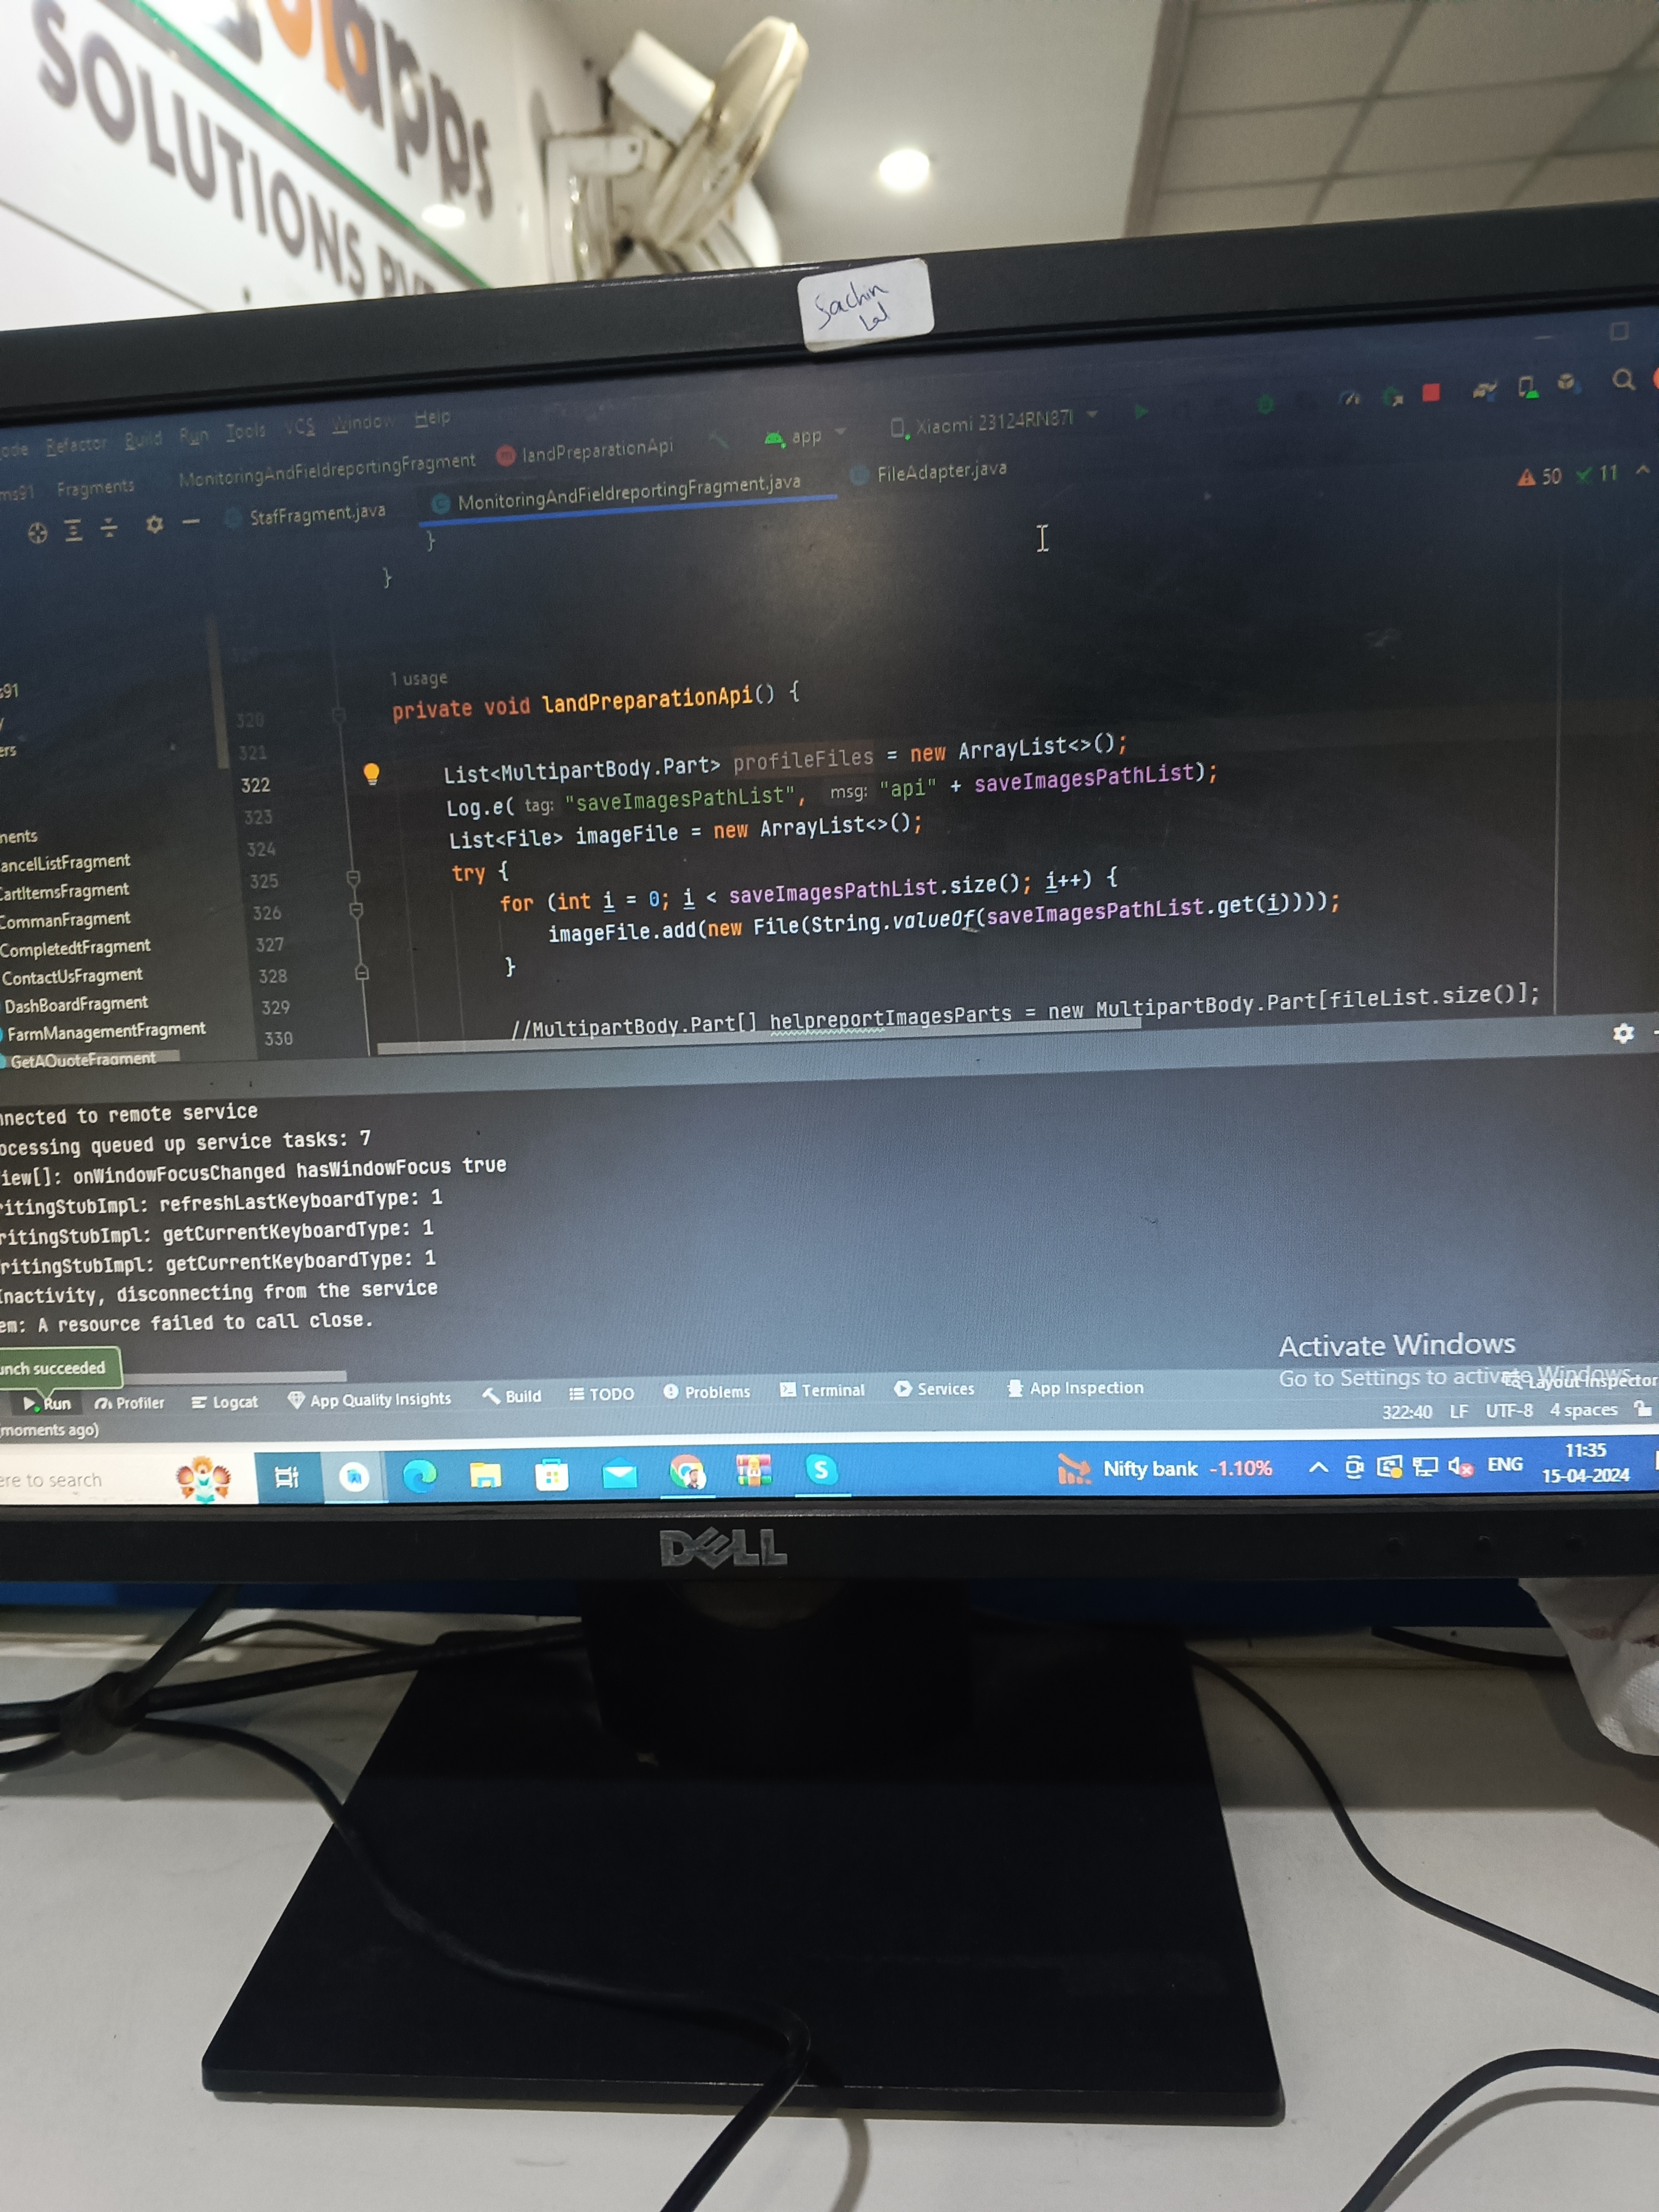 apps
SOLUTIONS PVT
Sachin
Lal
Refactor Build Run Tools VCS Window Help
ms91 Fragments MonitoringAndFieldreportingFragment landPreparationApi app Xiaomi 23124RN87I
StafFragment.java MonitoringAndFieldreportingFragment.java FileAdapter.java
50 11
}
}
1 usage
320 private void landPreparationApi() {
321
322 List<MultipartBody.Part> profileFiles = new ArrayList<>();
323 Log.e( tag: "saveImagesPathList", msg: "api" + saveImagesPathList);
324 List<File> imageFile = new ArrayList<>();
325 try {
326 for (int i = 0; i < saveImagesPathList.size(); i++) {
327 imageFile.add(new File(String.valueOf(saveImagesPathList.get(i))));
328 }
329
330 //MultipartBody.Part[] helpreportImagesParts = new MultipartBody.Part[fileList.size()];
s91
ers
nents
ancelListFragment
CartItemsFragment
CommanFragment
CompletedtFragment
ContactUsFragment
DashBoardFragment
FarmManagementFragment
GetAQuoteFragment
nnected to remote service
ocessing queued up service tasks: 7
iew[]: onWindowFocusChanged hasWindowFocus true
ritingStubImpl: refreshLastKeyboardType: 1
ritingStubImpl: getCurrentKeyboardType: 1
ritingStubImpl: getCurrentKeyboardType: 1
Inactivity, disconnecting from the service
em: A resource failed to call close.
unch succeeded
Activate Windows
Go to Settings to activate Windows.
Run Profiler Logcat App Quality Insights Build TODO Problems Terminal Services App Inspection Layout Inspector
moments ago)
322:40 LF UTF-8 4 spaces
ere to search
Nifty bank -1.10% ENG 11:35
15-04-2024
DELL